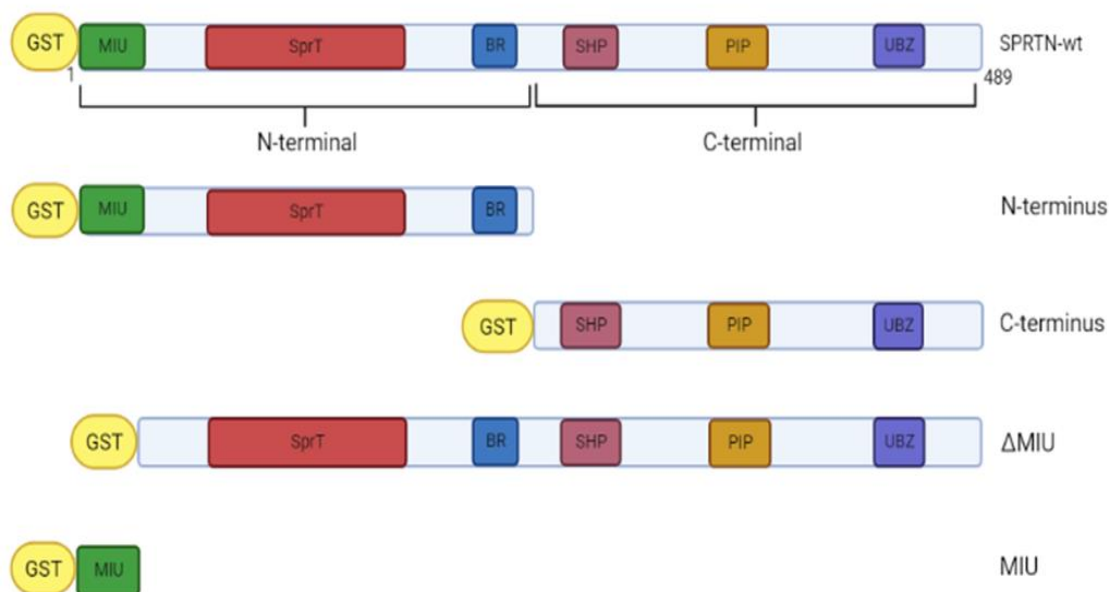 GST MIU SprT BR SHP PIP UBZ SPRTN-wt
1 489
N-terminal C-terminal
GST MIU SprT BR N-terminus
GST SHP PIP UBZ C-terminus
GST SprT BR SHP PIP UBZ ΔMIU
GST MIU MIU